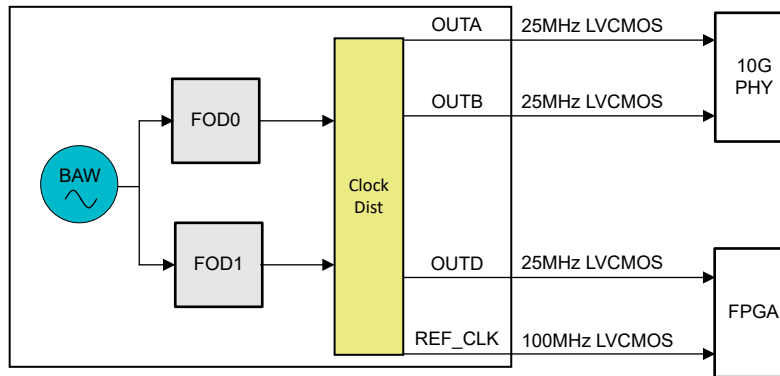 OUTA 25MHz LVCMOS
10G
PHY
FOD0
OUTB 25MHz LVCMOS
BAW
Clock
Dist
FOD1
OUTD 25MHz LVCMOS
FPGA
REF_CLK 100MHz LVCMOS